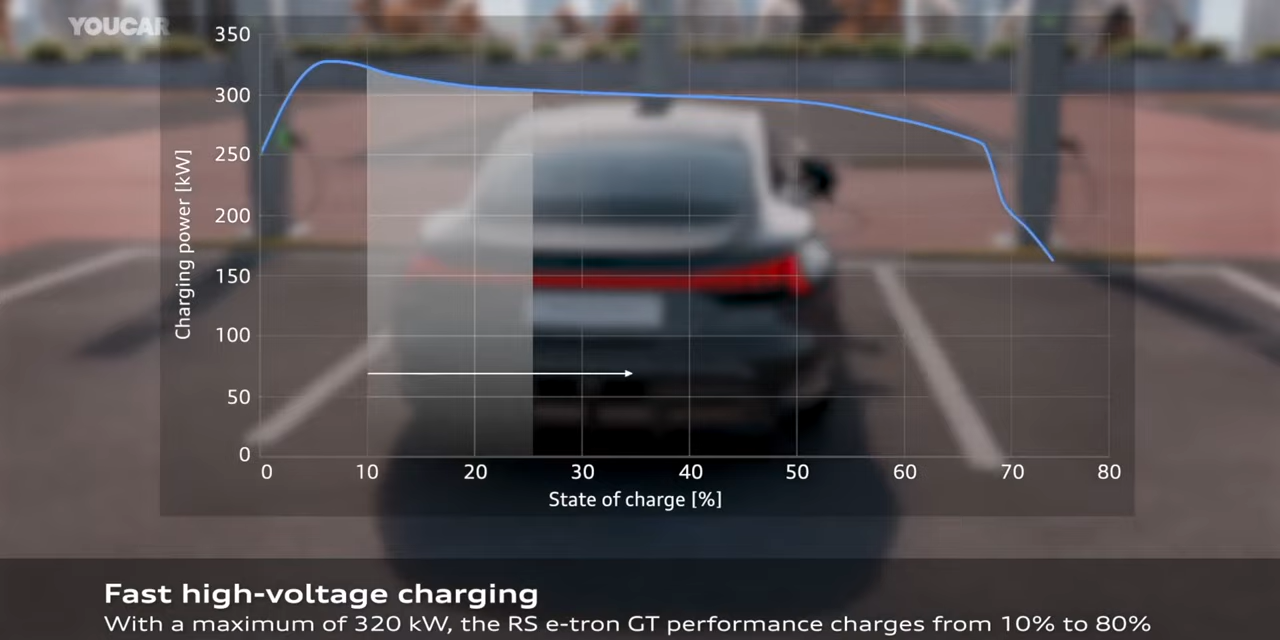 YOUCAR
350
300
250
200
150
100
50
0
Charging power [kW]
0 10 20 30 40 50 60 70 80
State of charge [%]
Fast high-voltage charging
With a maximum of 320 kW, the RS e-tron GT performance charges from 10% to 80%